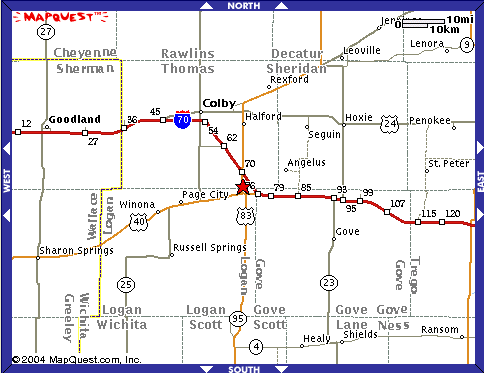 NORTH
MAPQUEST™
10mi
10km
Jen
27
Cheyenne
Rawlins
Decatur
Leoville
Lenora
9
Sherman
Thomas
Sheridan
Rexford
12
Goodland
45
Colby
36
70
Halford
Hoxie
24
Penokee
27
54
Seguin
62
Angelus
St. Peter
70
WEST
EAST
76
79
85
93
99
Page City
95
107
Winona
40
83
115
120
Wallace
Logan
Gove
Sharon Springs
Russell Springs
Logan
Gove
Trego
Gove
25
23
Wichita
Greeley
Logan
Logan
Gove
Gove
Gove
Wichita
Scott
Scott
Lane
Ness
95
4
Healy
Shields
Ransom
©2004 MapQuest.com, Inc.
SOUTH